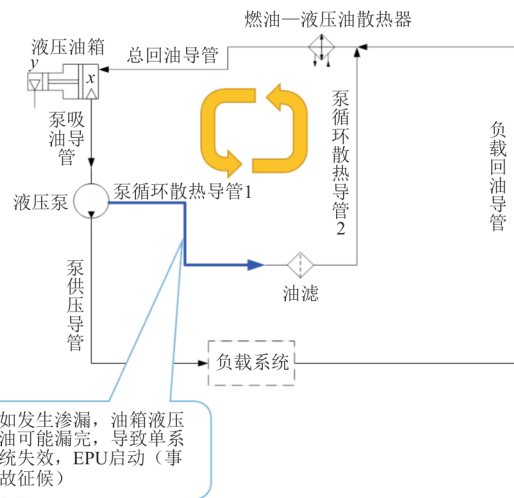 燃油—液压油散热器
液压油箱
总回油导管
y
x
泵吸
油导
管
泵循环散热导管2
负载回油导管
液压泵
泵循环散热导管1
泵供压导管
油滤
负载系统
如发生渗漏，油箱液压
油可能漏完，导致单系
统失效，EPU启动（事
故征候）